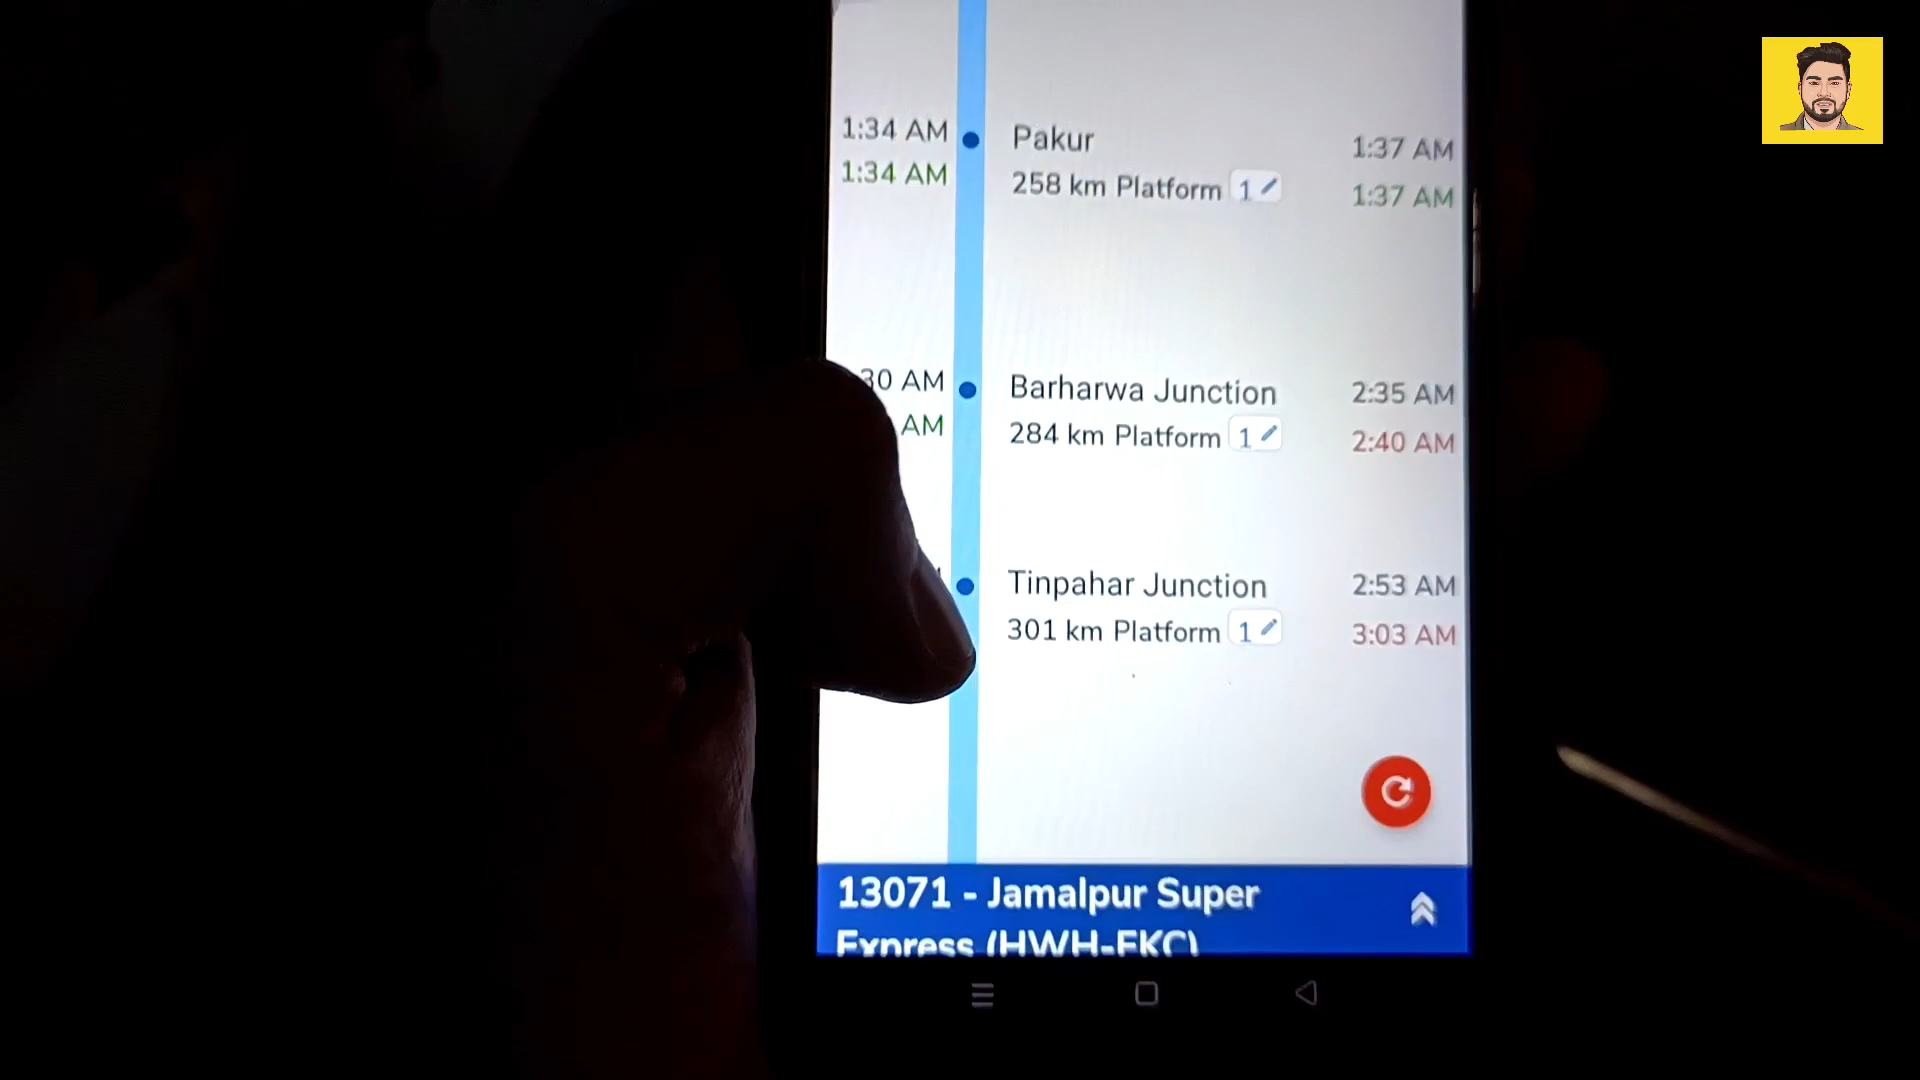 1:34 AM Pakur 1:37 AM
1:34 AM 258 km Platform 1 1:37 AM
30 AM Barharwa Junction 2:35 AM
AM 284 km Platform 1 2:40 AM
Tinpahar Junction 2:53 AM
301 km Platform 1 3:03 AM
13071 - Jamalpur Super
Express (HWH-EKC)